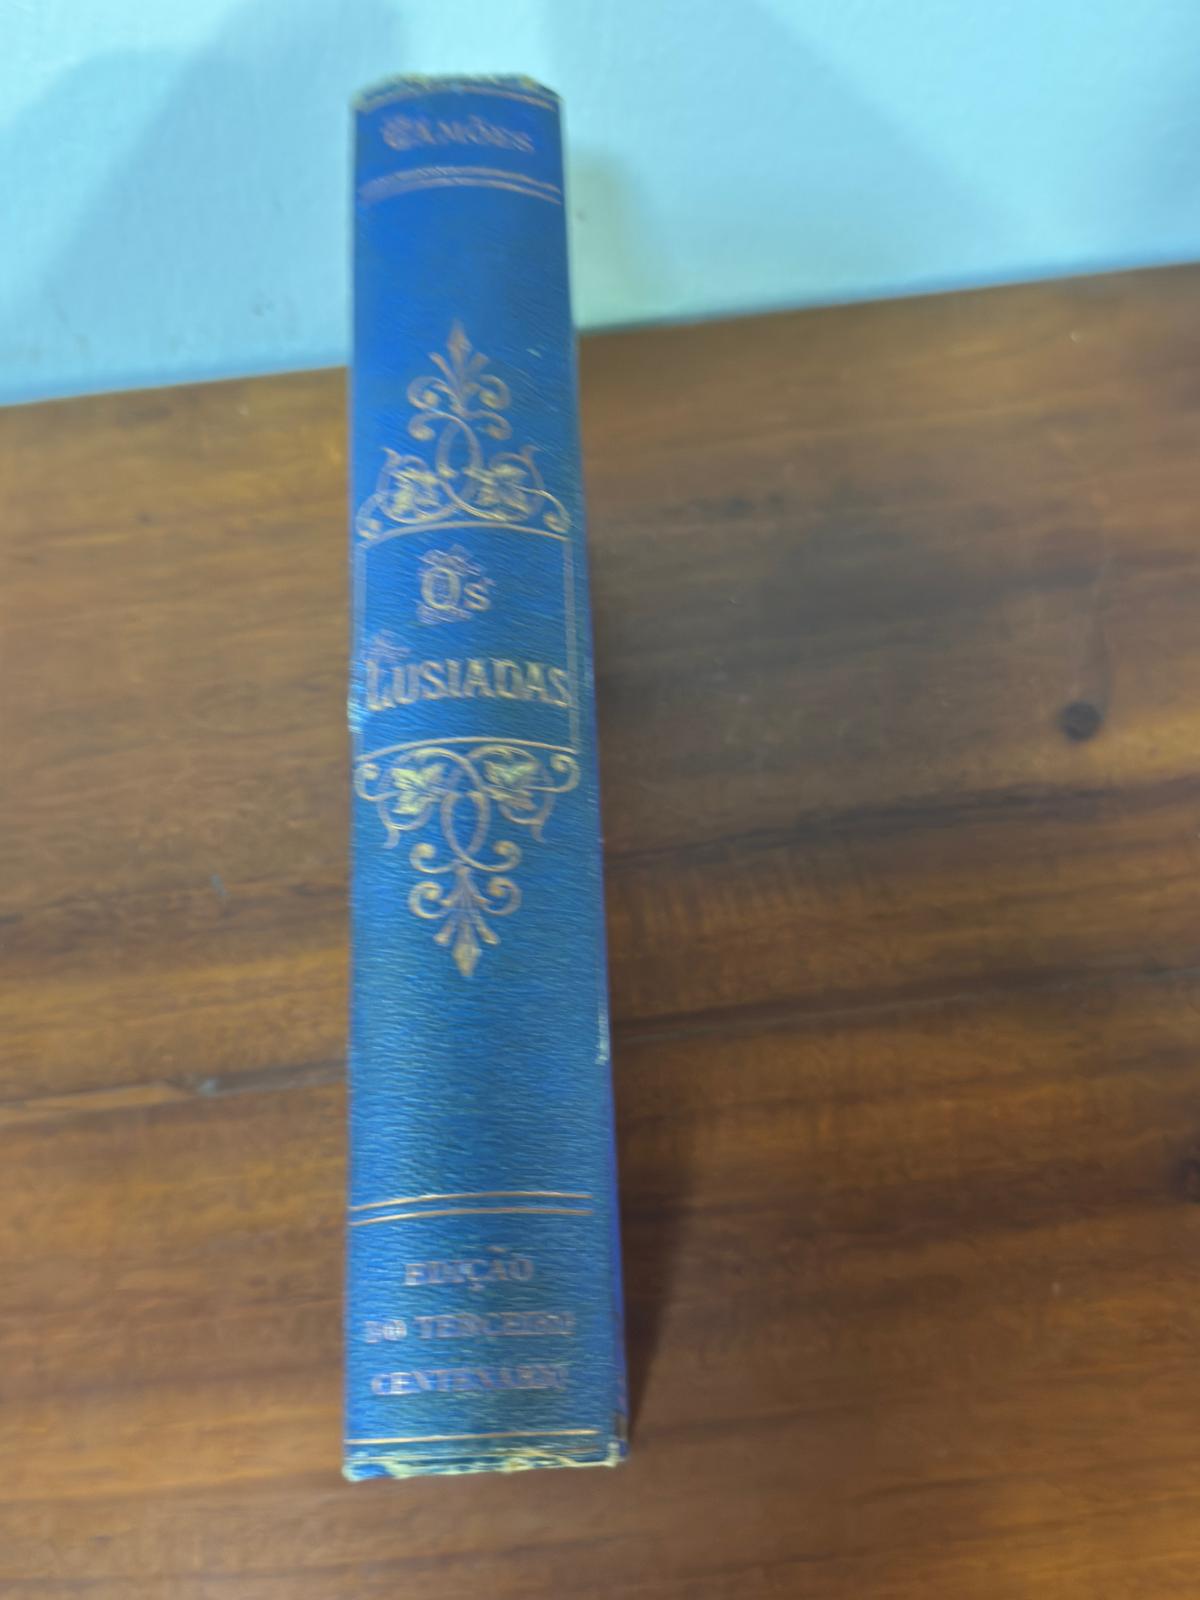 CAMÕES
Os
LUSIADAS
EDIÇÃO
DO TERCEIRO
CENTENARIO